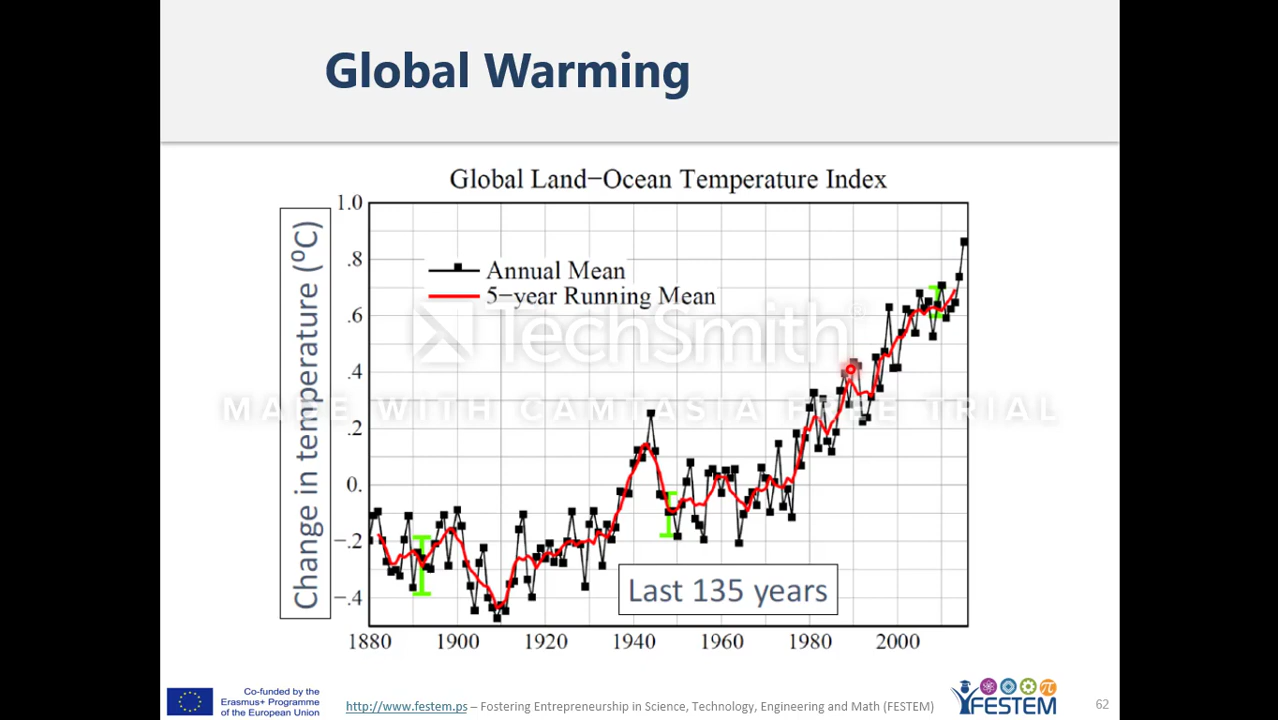 Global Warming
Global Land−Ocean Temperature Index
Change in temperature (⁰C)
1.0
.8
.6
.4
.2
0.
−.2
−.4
Annual Mean
5−year Running Mean
TechSmith®
MADE WITH CAMTASIA FREE TRIAL
Last 135 years
1880 1900 1920 1940 1960 1980 2000
Co-funded by the
Erasmus+ Programme
of the European Union
http://www.festem.ps – Fostering Entrepreneurship in Science, Technology, Engineering and Math (FESTEM)
π
FESTEM
62